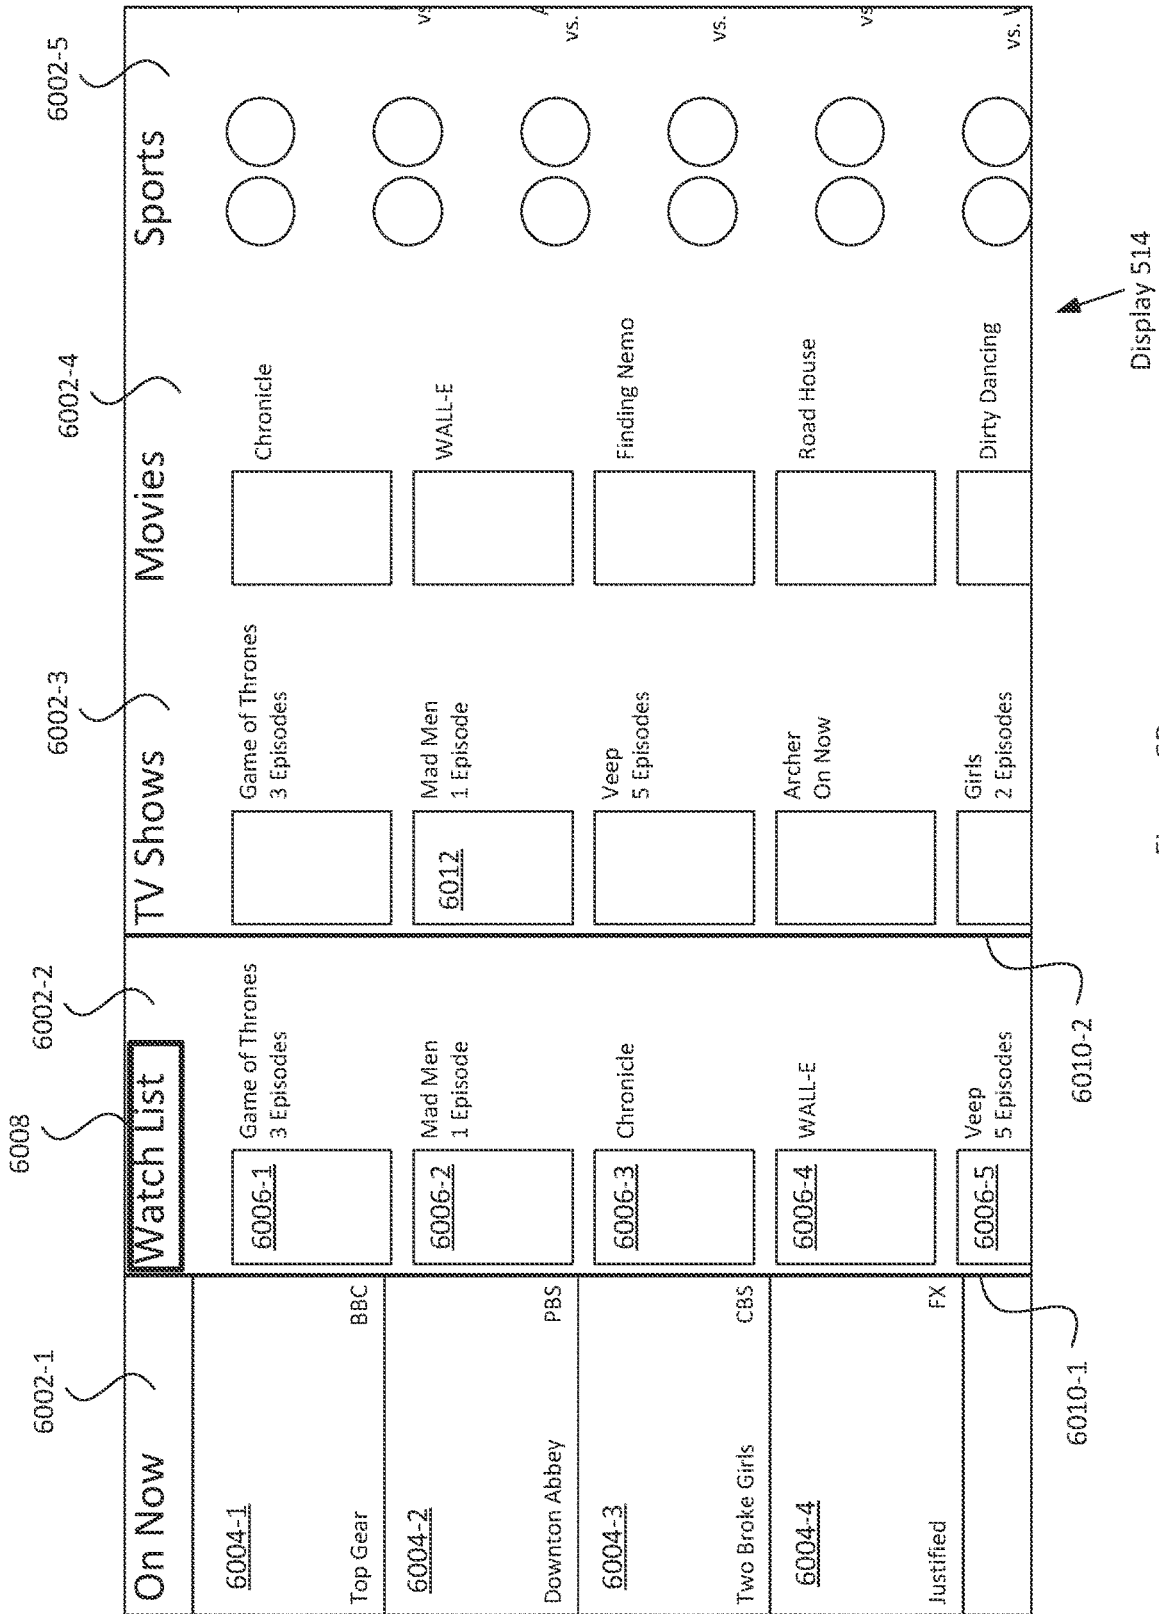 6002-1
6008
6002-2
6002-3
6002-4
6002-5
On Now
6004-1
Top Gear
BBC
6004-2
Downton Abbey
PBS
6004-3
Two Broke Girls
CBS
6004-4
Justified
FX
Watch List
6006-1
Game of Thrones
3 Episodes
6006-2
Mad Men
1 Episode
6006-3
Chronicle
6006-4
WALL-E
6006-5
Veep
5 Episodes
TV Shows
Game of Thrones
3 Episodes
6012
Mad Men
1 Episode
Veep
5 Episodes
Archer
On Now
Girls
2 Episodes
Movies
Chronicle
WALL-E
Finding Nemo
Road House
Dirty Dancing
Sports
vs.
vs.
vs.
vs.
vs.
6010-1
6010-2
Display 514